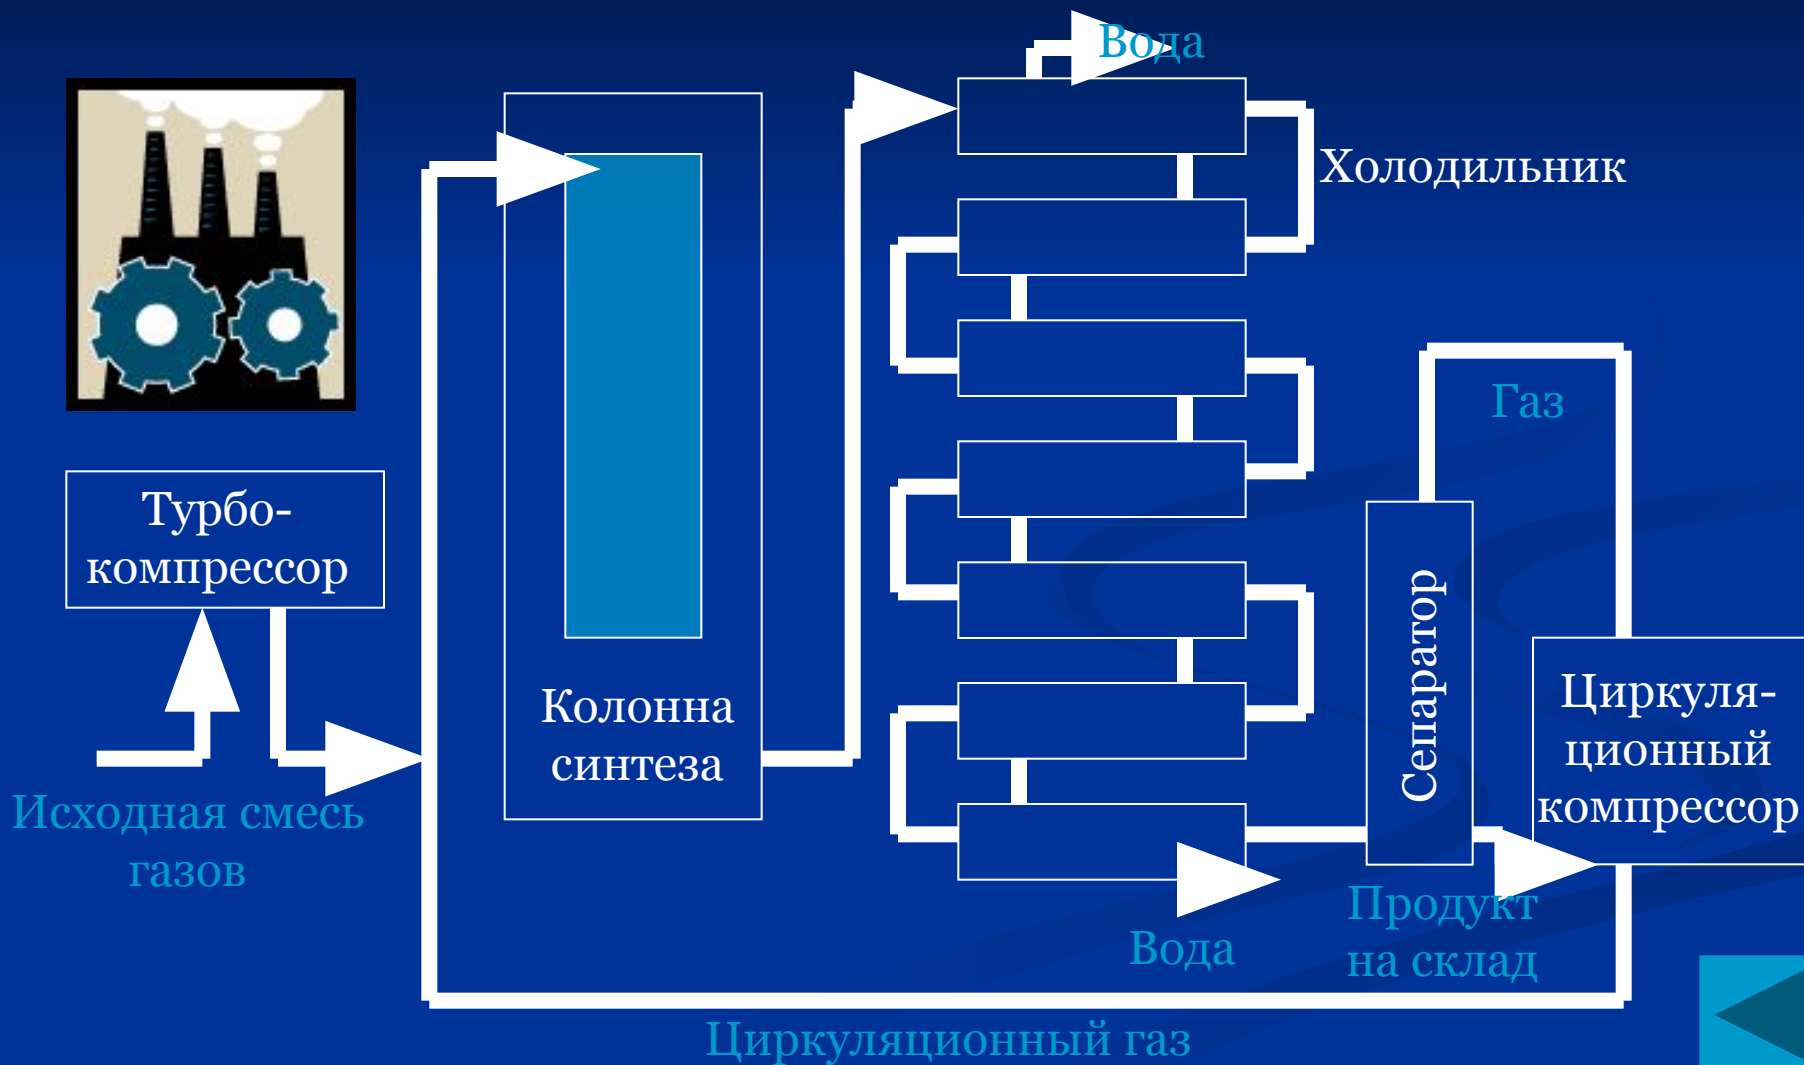 Вода
Холодильник
Газ
Турбо-
компрессор
Колонна
синтеза
Сепаратор
Циркуля-
ционный
компрессор
Исходная смесь
газов
Продукт
на склад
Вода
Циркуляционный газ